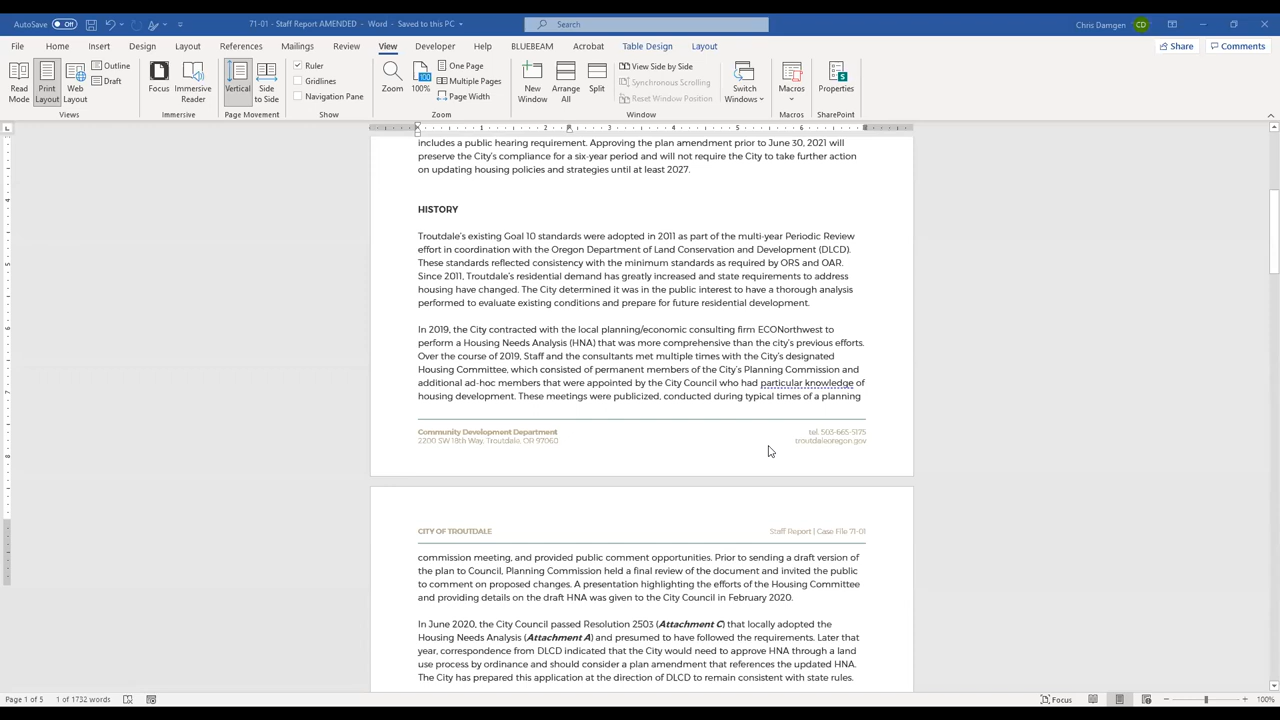 AutoSave Off 71-01 - Staff Report AMENDED - Word - Saved to this PC Search Chris Damgen CD
File Home Insert Design Layout References Mailings Review View Developer Help BLUEBEAM Acrobat Table Design Layout Share Comments
Read Mode Print Layout Web Layout Outline Draft Focus Immersive Reader Vertical Side to Side Ruler Gridlines Navigation Pane Zoom 100% One Page Multiple Pages Page Width New Window Arrange All Split View Side by Side Synchronous Scrolling Reset Window Position Switch Windows Macros Properties
Views Immersive Page Movement Show Zoom Window Macros SharePoint
1 2 3 4 5 6
includes a public hearing requirement. Approving the plan amendment prior to June 30, 2021 will
preserve the City's compliance for a six-year period and will not require the City to take further action
on updating housing policies and strategies until at least 2027.
HISTORY
Troutdale's existing Goal 10 standards were adopted in 2011 as part of the multi-year Periodic Review
effort in coordination with the Oregon Department of Land Conservation and Development (DLCD).
These standards reflected consistency with the minimum standards as required by ORS and OAR.
Since 2011, Troutdale's residential demand has greatly increased and state requirements to address
housing have changed. The City determined it was in the public interest to have a thorough analysis
performed to evaluate existing conditions and prepare for future residential development.
In 2019, the City contracted with the local planning/economic consulting firm ECONorthwest to
perform a Housing Needs Analysis (HNA) that was more comprehensive than the city's previous efforts.
Over the course of 2019, Staff and the consultants met multiple times with the City's designated
Housing Committee, which consisted of permanent members of the City's Planning Commission and
additional ad-hoc members that were appointed by the City Council who had particular knowledge of
housing development. These meetings were publicized, conducted during typical times of a planning
Community Development Department tel. 503-665-5175
2200 SW 18th Way, Troutdale, OR 97060 troutdaleoregon.gov
CITY OF TROUTDALE Staff Report | Case File 71-01
commission meeting, and provided public comment opportunities. Prior to sending a draft version of
the plan to Council, Planning Commission held a final review of the document and invited the public
to comment on proposed changes. A presentation highlighting the efforts of the Housing Committee
and providing details on the draft HNA was given to the City Council in February 2020.
In June 2020, the City Council passed Resolution 2503 (Attachment C) that locally adopted the
Housing Needs Analysis (Attachment A) and presumed to have followed the requirements. Later that
year, correspondence from DLCD indicated that the City would need to approve HNA through a land
use process by ordinance and should consider a plan amendment that references the updated HNA.
The City has prepared this application at the direction of DLCD to remain consistent with state rules.
Page 1 of 5 1 of 1732 words Focus 100%